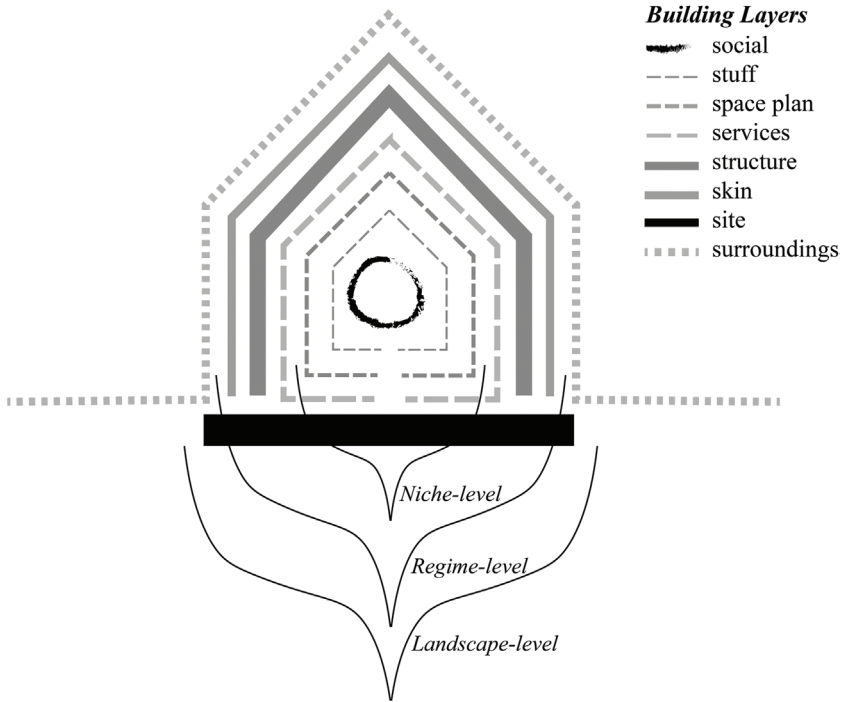 Building Layers
social
stuff
space plan
services
structure
skin
site
surroundings
Niche-level
Regime-level
Landscape-level